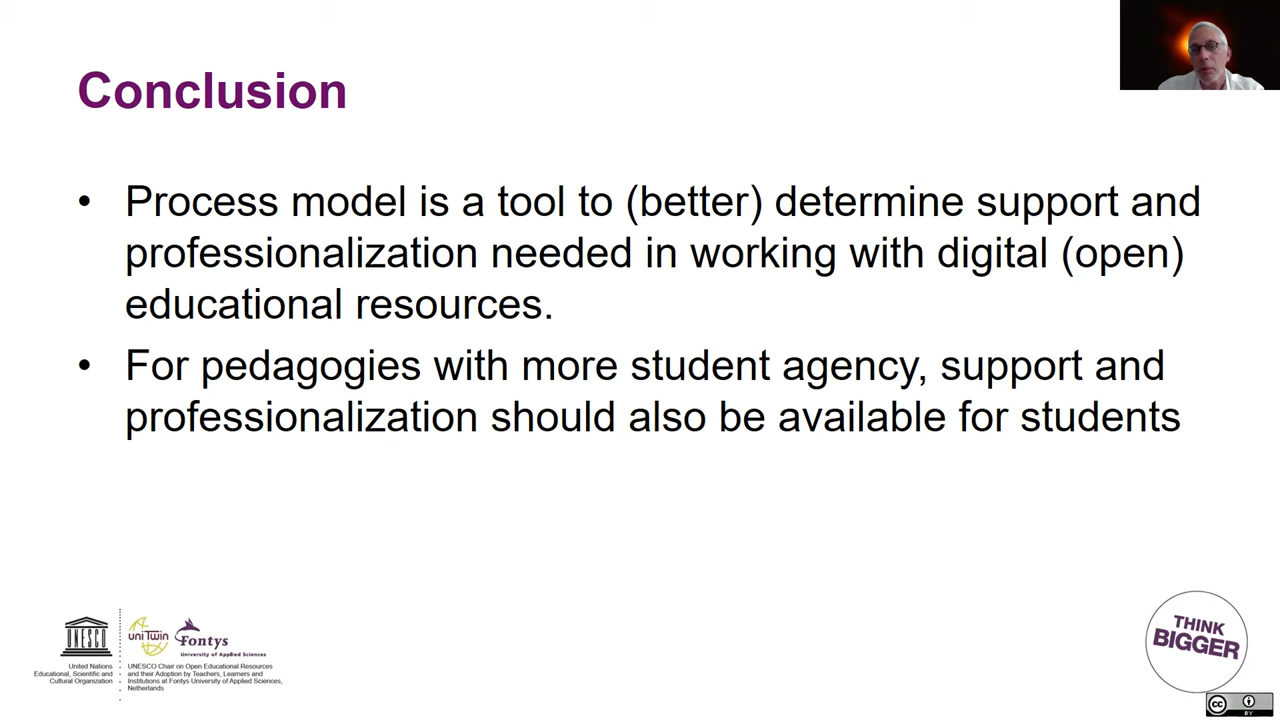 Conclusion
• Process model is a tool to (better) determine support and
professionalization needed in working with digital (open)
educational resources.
• For pedagogies with more student agency, support and
professionalization should also be available for students
UNESCO
United Nations
Educational, Scientific and
Cultural Organization
uniTwin
Fontys
University of Applied Sciences
UNESCO Chair on Open Educational Resources
and their Adoption by Teachers, Learners and
Institutions at Fontys University of Applied Sciences,
Netherlands
THINK
BIGGER
cc
BY